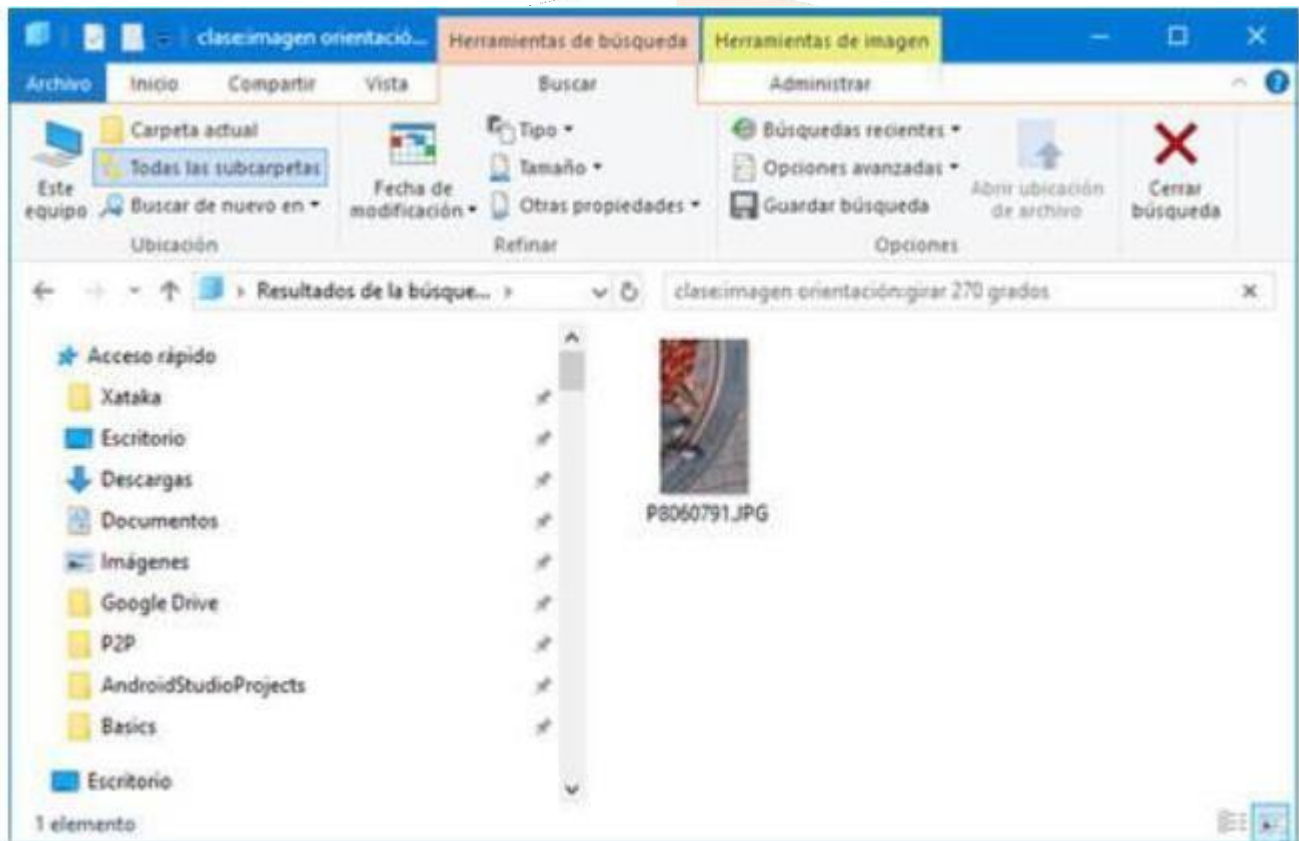 clase:imagen orientació... Herramientas de búsqueda Herramientas de imagen
Archivo Inicio Compartir Vista Buscar Administrar
Este equipo
Carpeta actual
Todas las subcarpetas
Buscar de nuevo en
Ubicación
Fecha de modificación
Tipo
Tamaño
Otras propiedades
Refinar
Búsquedas recientes
Opciones avanzadas
Guardar búsqueda
Abrir ubicación de archivo
Opciones
Cerrar búsqueda
Resultados de la búsque...
clase:imagen orientación:girar 270 grados
Acceso rápido
Xataka
Escritorio
Descargas
Documentos
Imágenes
Google Drive
P2P
AndroidStudioProjects
Basics
Escritorio
P8060791.JPG
1 elemento